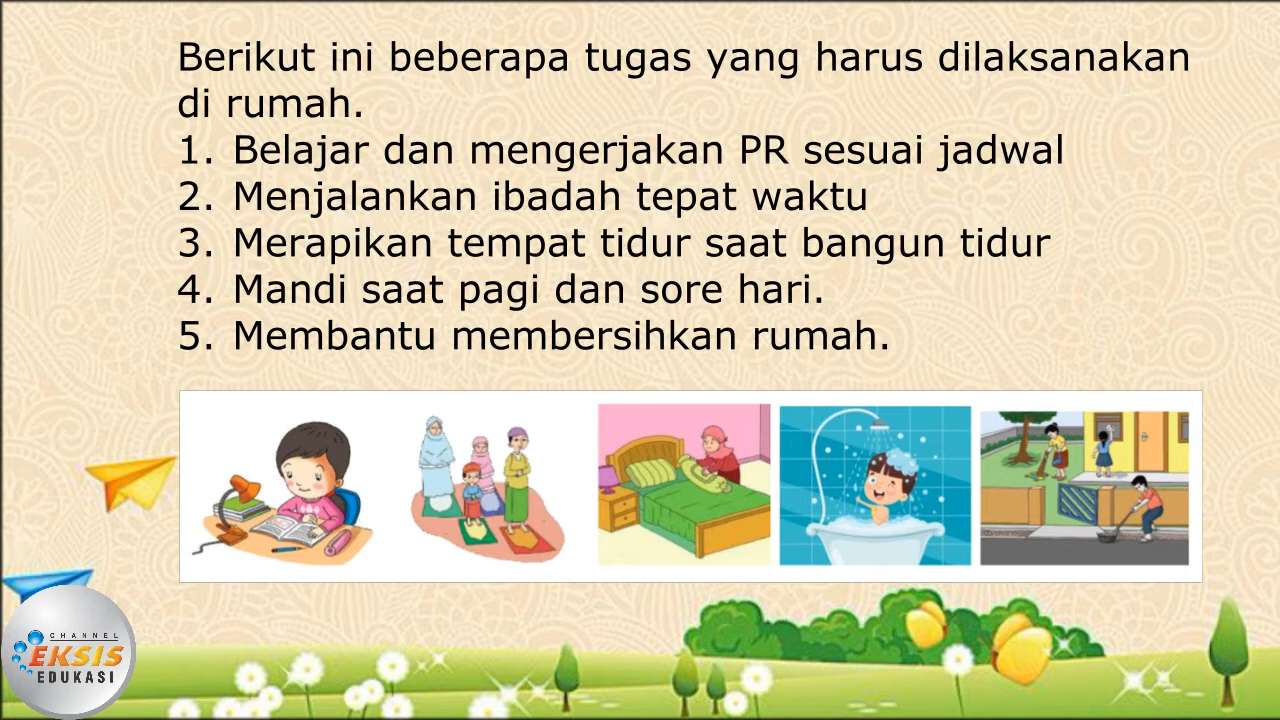 Berikut ini beberapa tugas yang harus dilaksanakan
di rumah.
1. Belajar dan mengerjakan PR sesuai jadwal
2. Menjalankan ibadah tepat waktu
3. Merapikan tempat tidur saat bangun tidur
4. Mandi saat pagi dan sore hari.
5. Membantu membersihkan rumah.
CHANNEL
EKSIS
EDUKASI